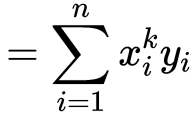 = \sum_{i=1}^{n} x_i^k y_i